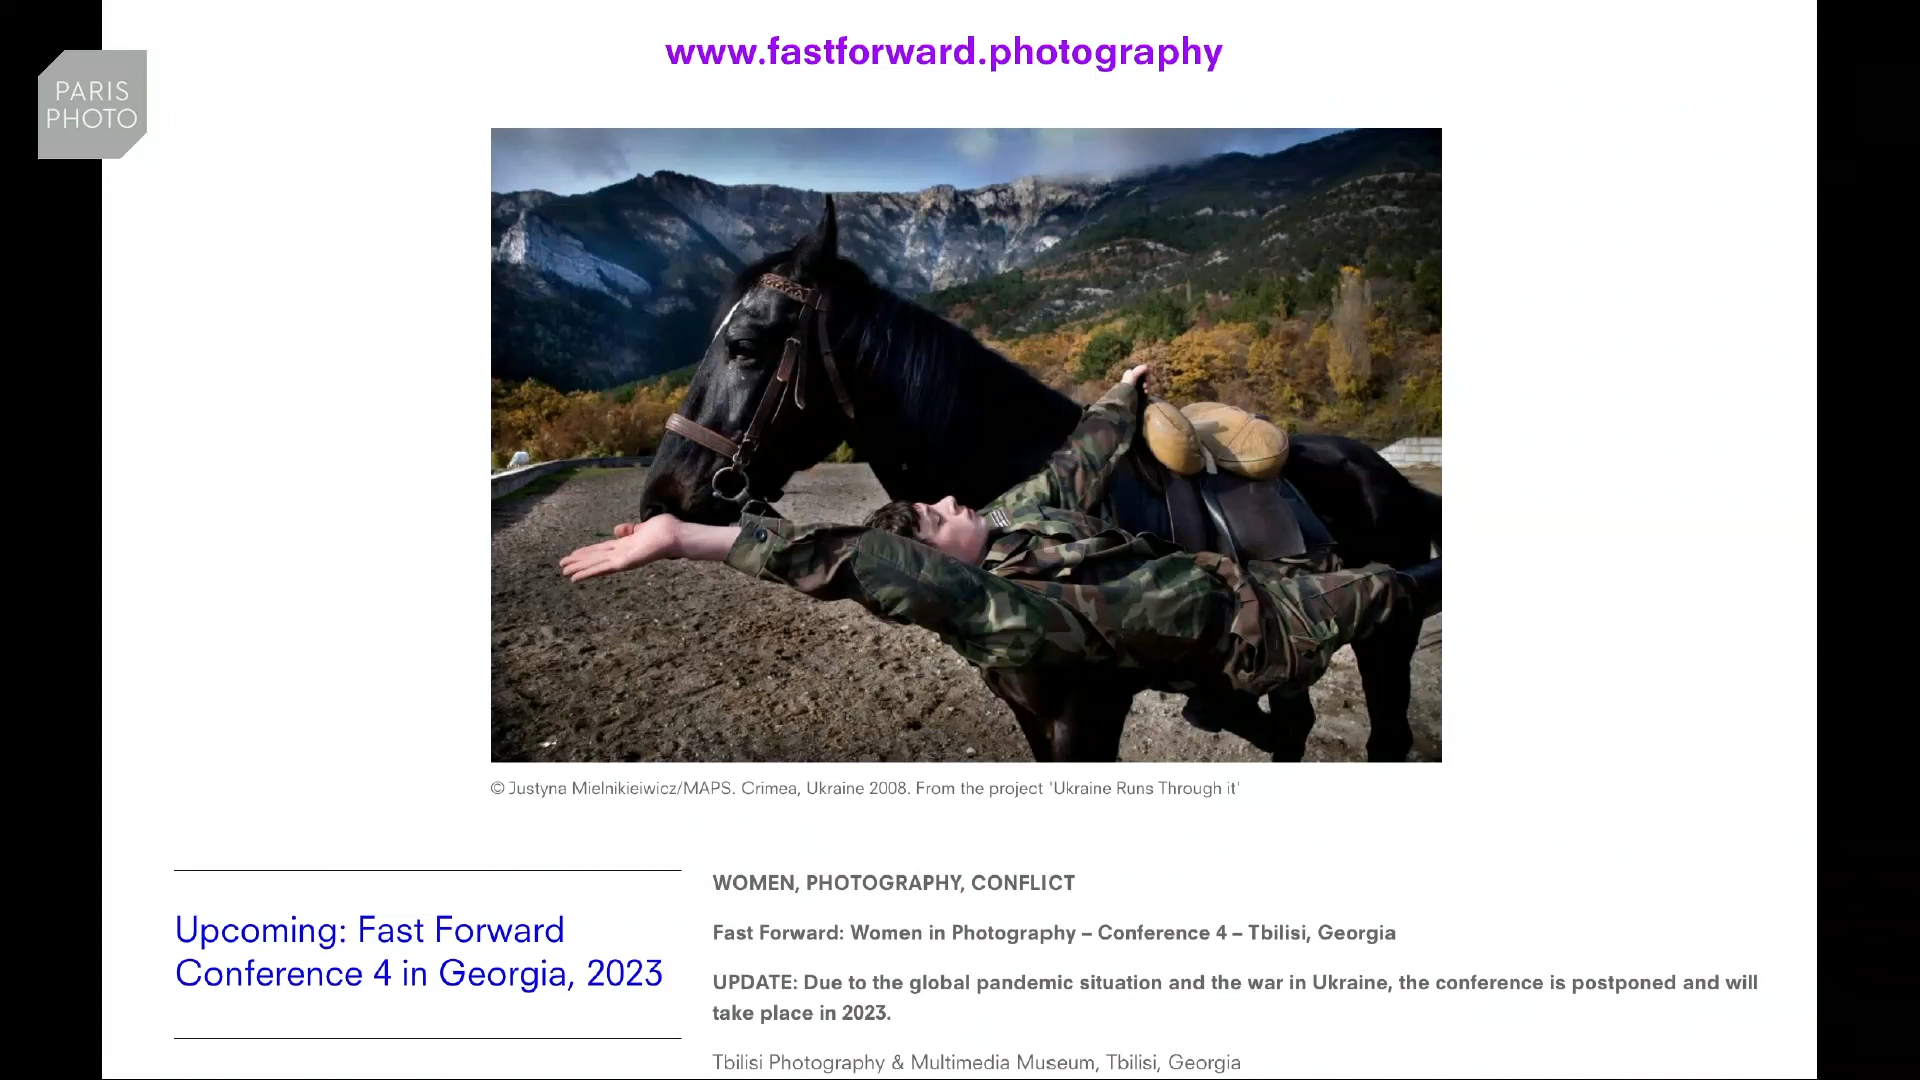 www.fastforward.photography
PARIS
PHOTO
© Justyna Mielnikieiwicz/MAPS. Crimea, Ukraine 2008. From the project 'Ukraine Runs Through it'
Upcoming: Fast Forward
Conference 4 in Georgia, 2023
WOMEN, PHOTOGRAPHY, CONFLICT
Fast Forward: Women in Photography – Conference 4 – Tbilisi, Georgia
UPDATE: Due to the global pandemic situation and the war in Ukraine, the conference is postponed and will
take place in 2023.
Tbilisi Photography & Multimedia Museum, Tbilisi, Georgia